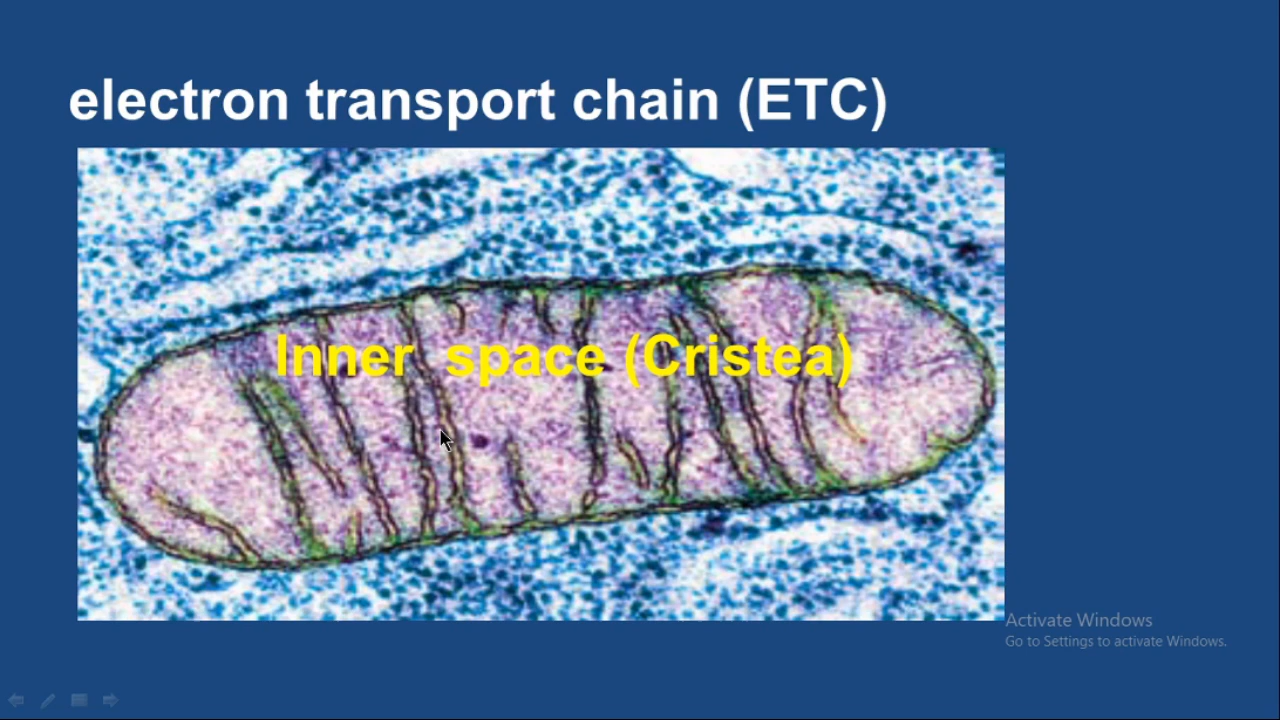 electron transport chain (ETC)
Inner space (Cristea)
Activate Windows
Go to Settings to activate Windows.